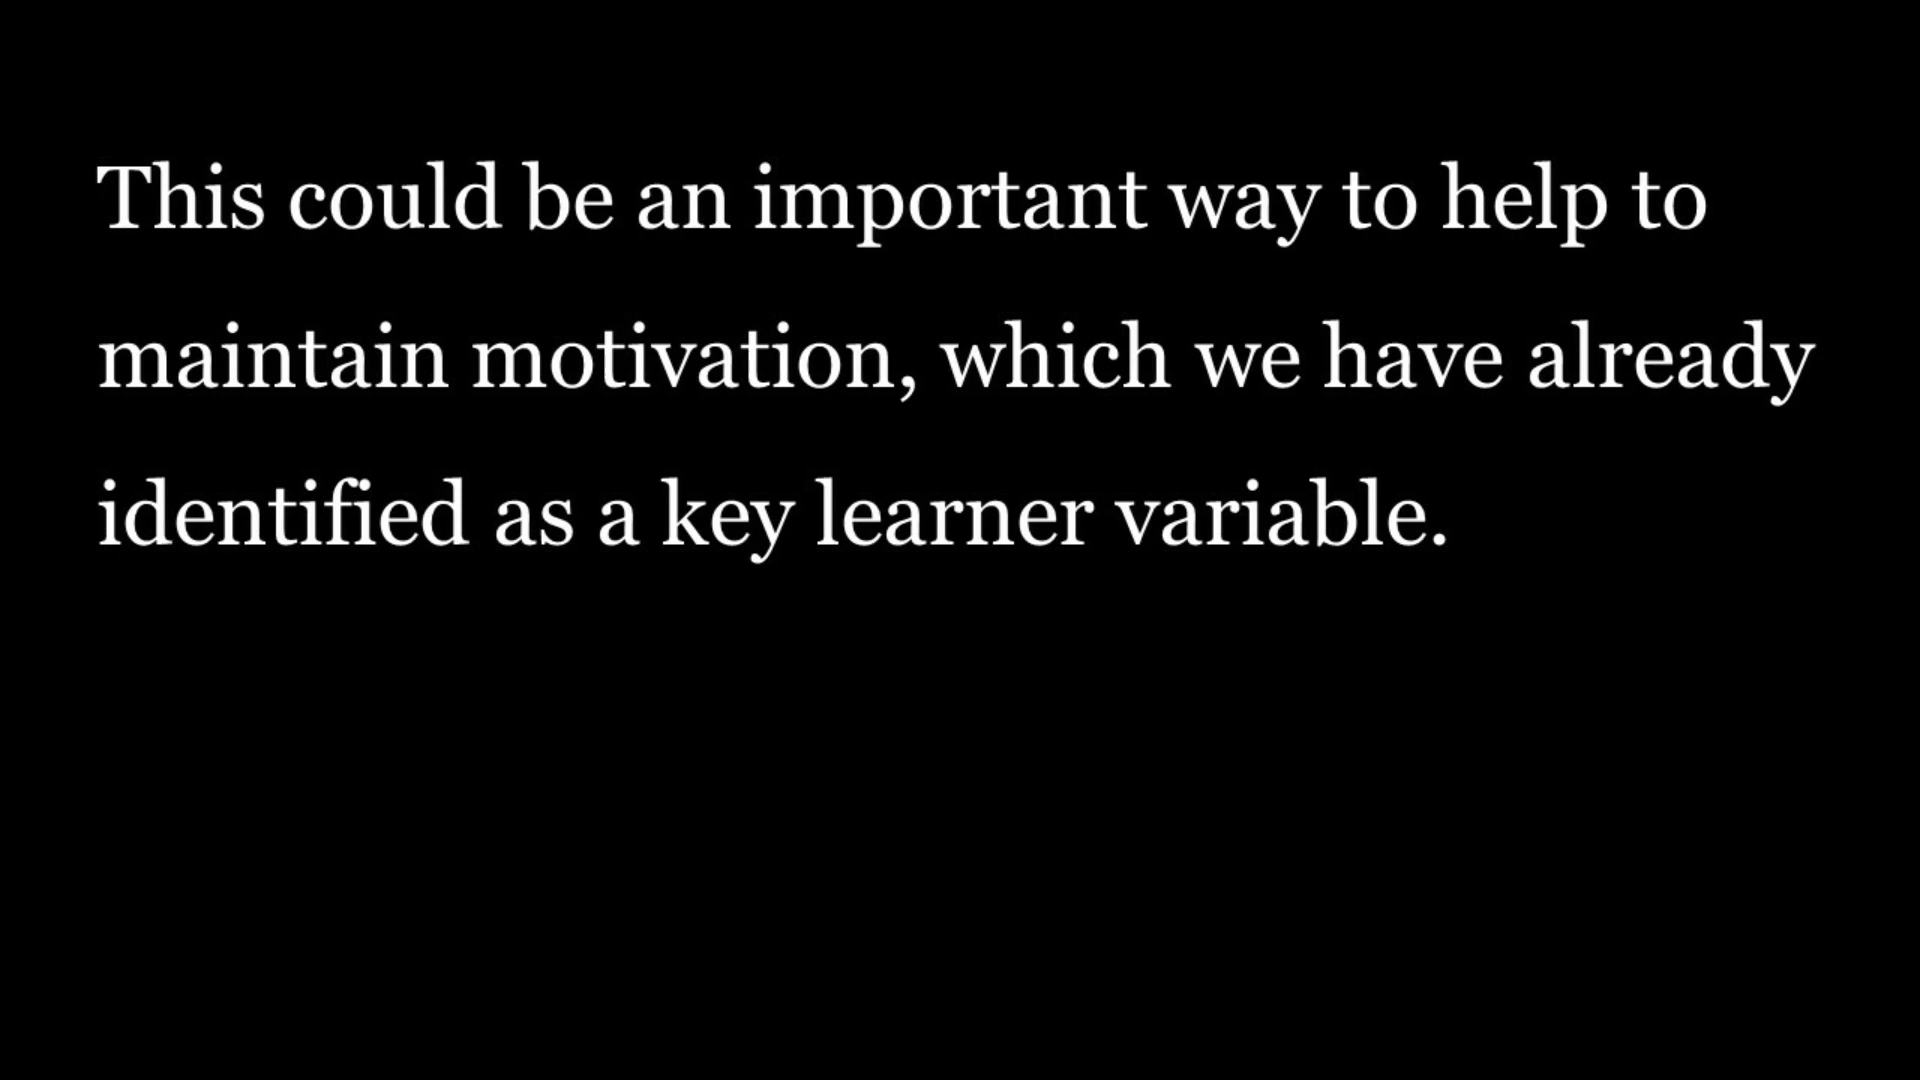 This could be an important way to help to
maintain motivation, which we have already
identified as a key learner variable.